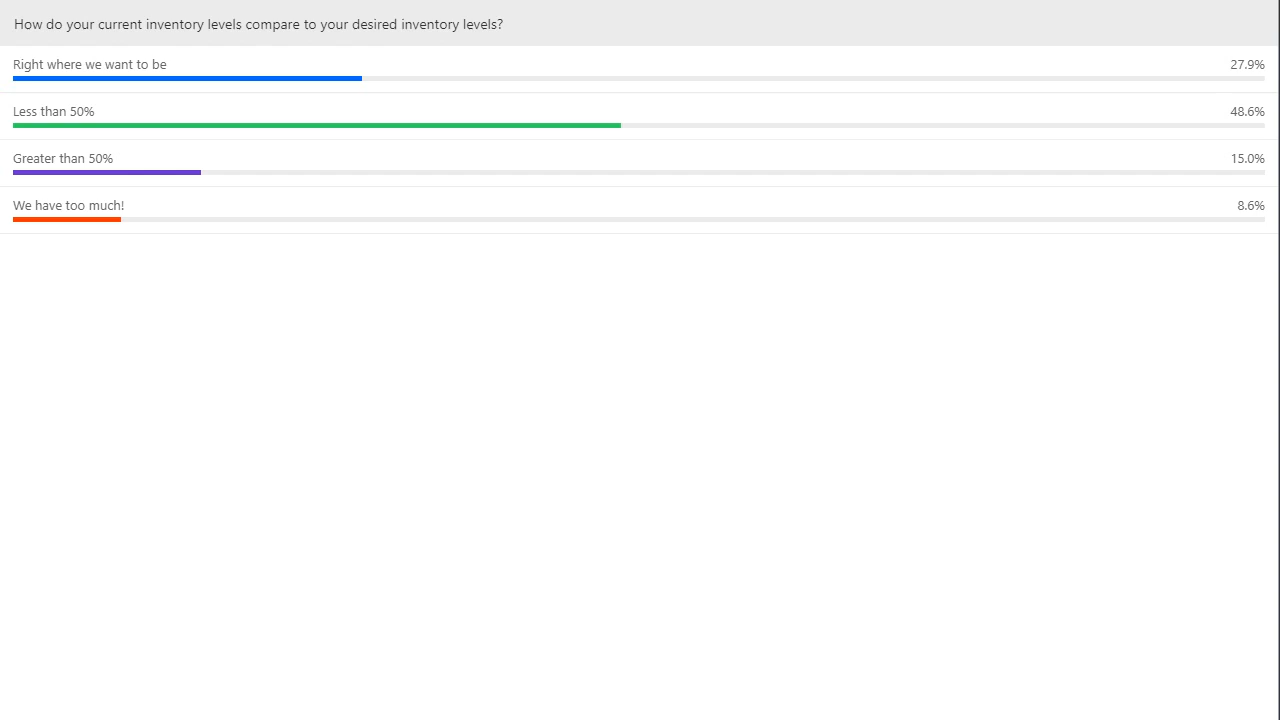 How do your current inventory levels compare to your desired inventory levels?
Right where we want to be 27.9%
Less than 50% 48.6%
Greater than 50% 15.0%
We have too much! 8.6%